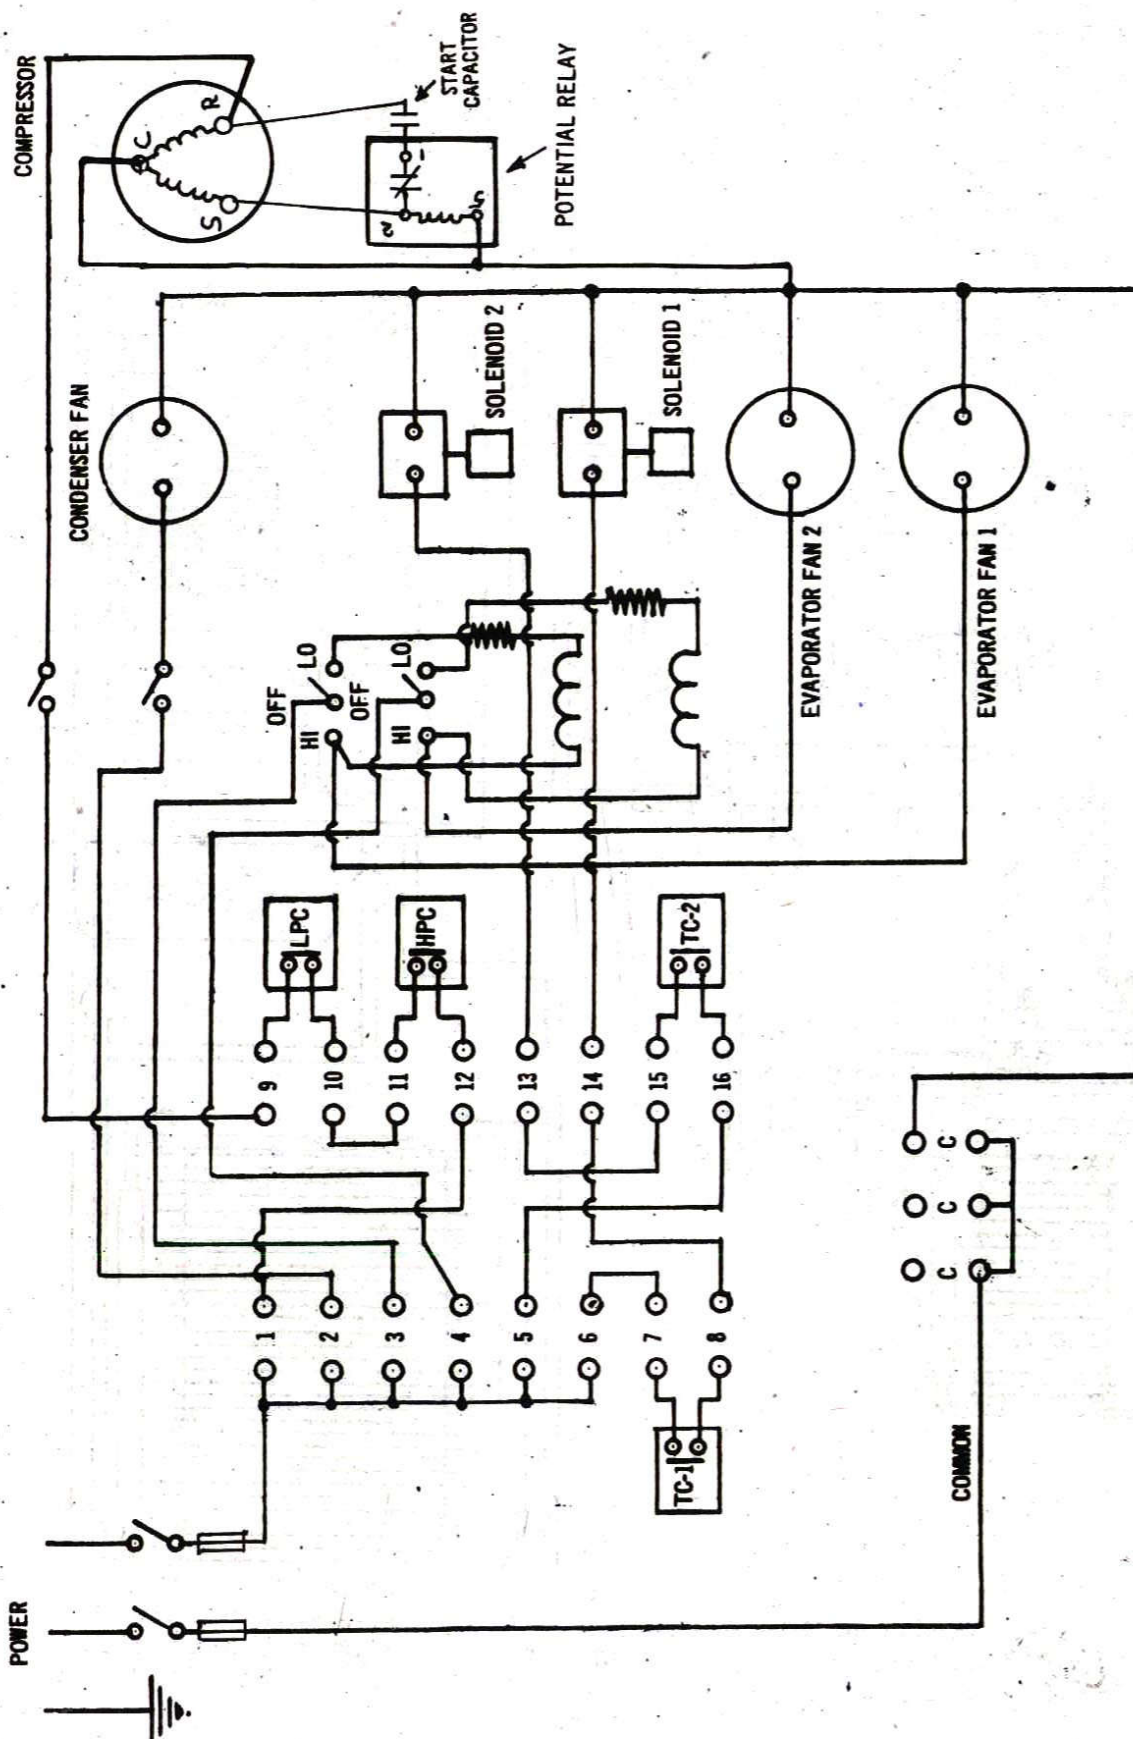 POWER
COMMON
COMPRESSOR
C
R
S
START
CAPACITOR
POTENTIAL RELAY
1
2
5
CONDENSER FAN
SOLENOID 2
SOLENOID 1
EVAPORATOR FAN 2
EVAPORATOR FAN 1
HI
OFF
LO
HI
OFF
LO
LPC
HPC
TC-2
9
10
11
12
13
14
15
16
1
2
3
4
5
6
7
8
TC-1
C
C
C